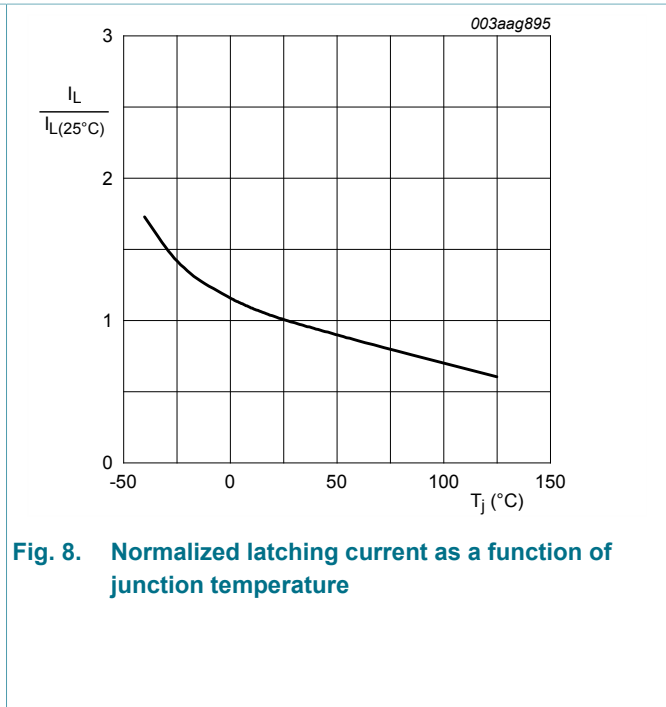 003aag895
3
I_L
I_L(25°C)
2
1
0
-50 0 50 100 150
T_j (°C)
Fig. 8. Normalized latching current as a function of
junction temperature